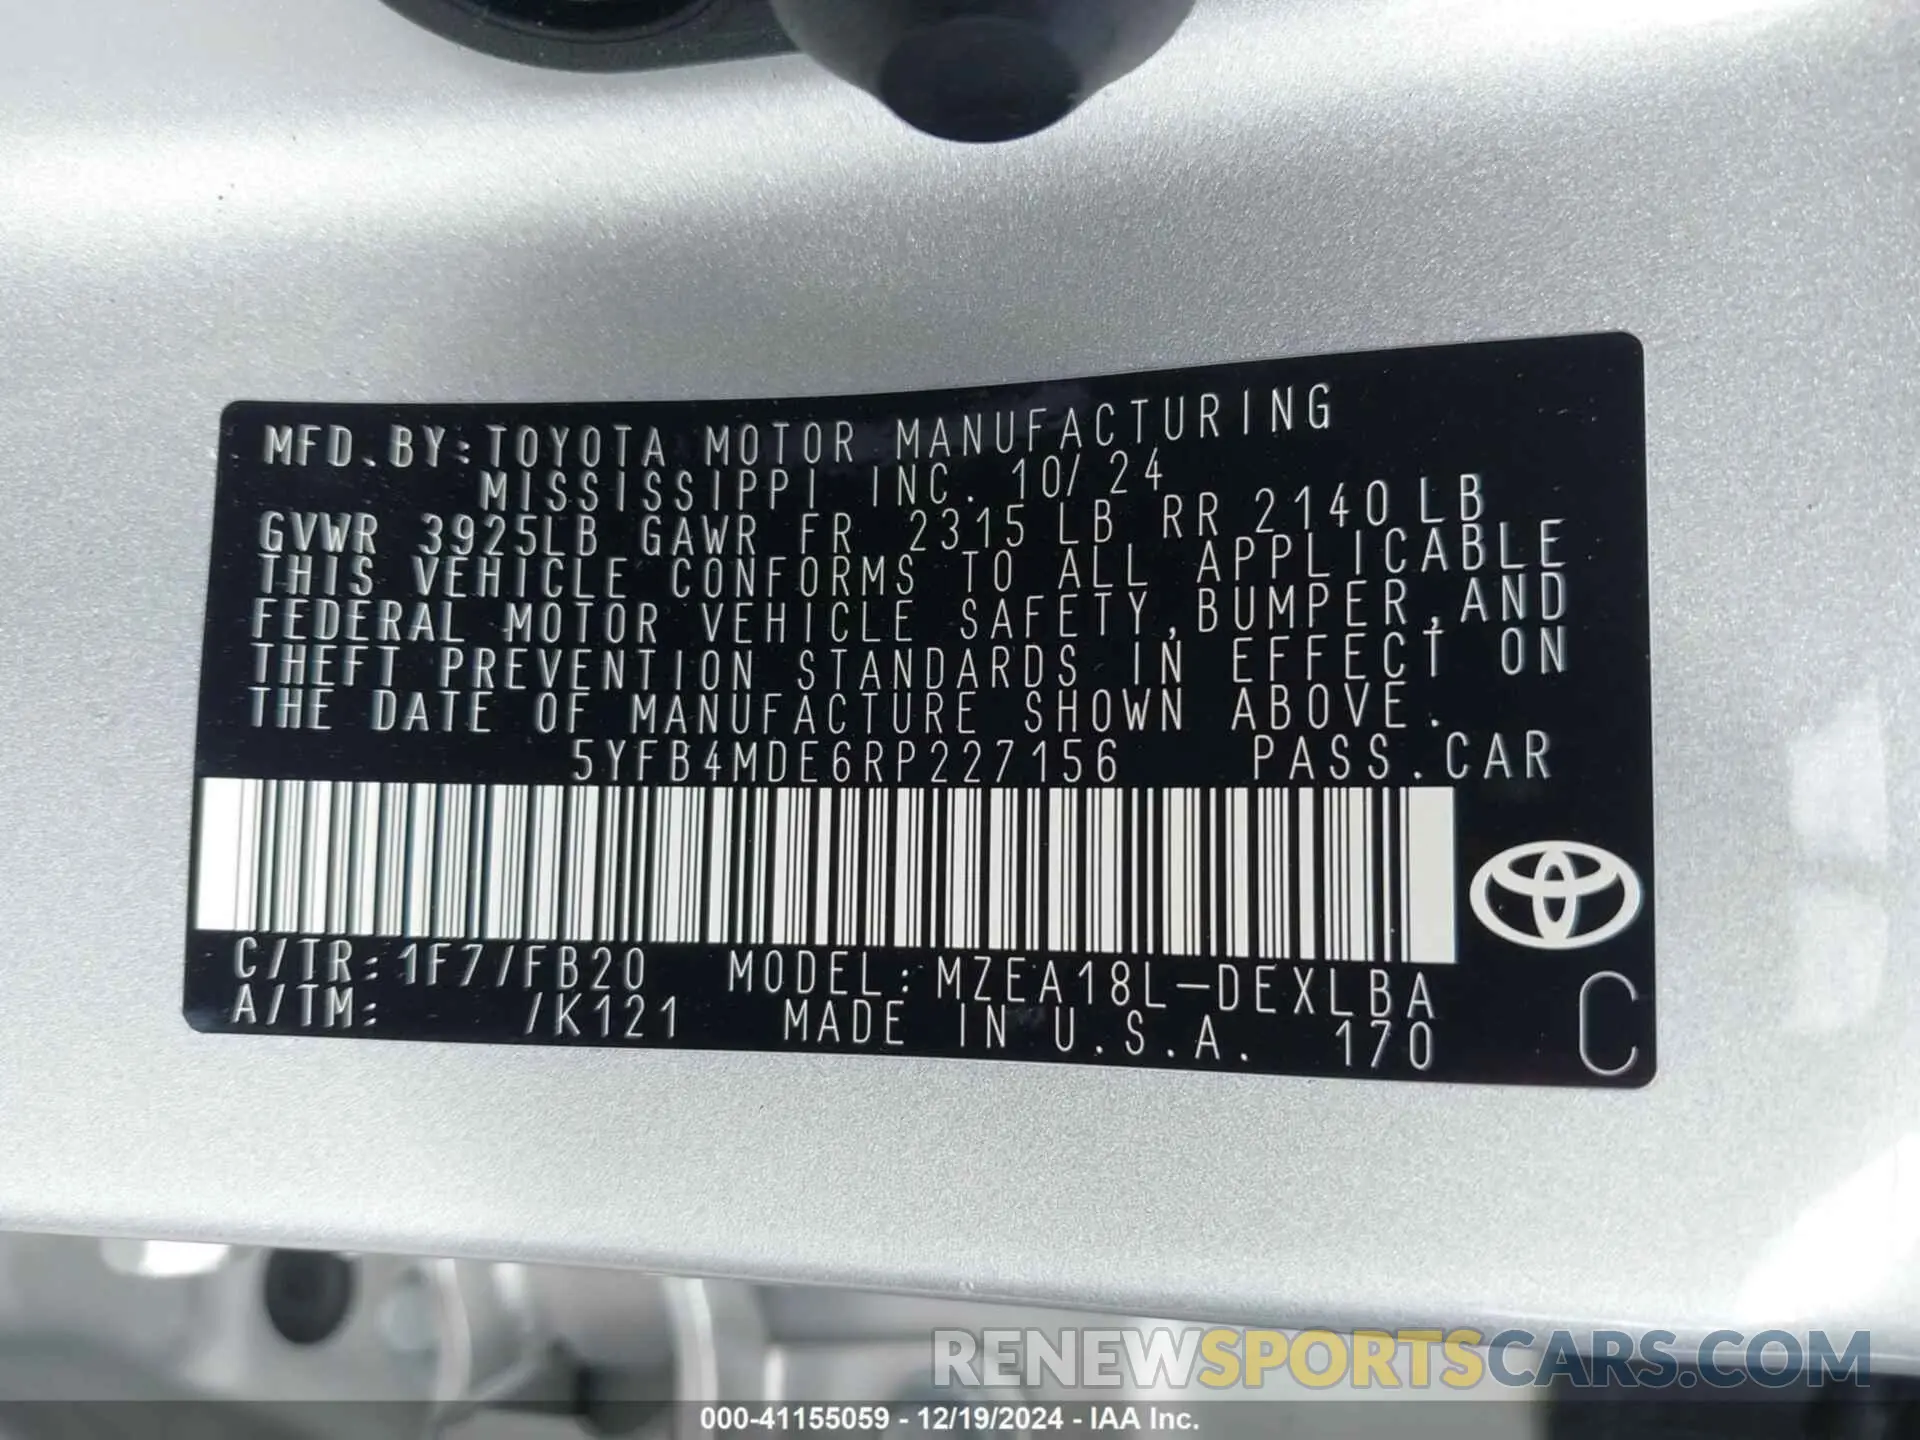 MFD.BY:TOYOTA MOTOR MANUFACTURING
MISSISSIPPI INC. 10/24
GVWR 3925LB GAWR FR 2315 LB RR 2140 LB
THIS VEHICLE CONFORMS TO ALL APPLICABLE
FEDERAL MOTOR VEHICLE SAFETY,BUMPER,AND
THEFT PREVENTION STANDARDS IN EFFECT ON
THE DATE OF MANUFACTURE SHOWN ABOVE.
5YFB4MDE6RP227156 PASS.CAR
C/TR:1F7/FB20 MODEL:MZEA18L-DEXLBA
A/TM: /K121 MADE IN U.S.A. 170 C
RENEWSPORTSCARS.COM
000-41155059 - 12/19/2024 - IAA Inc.